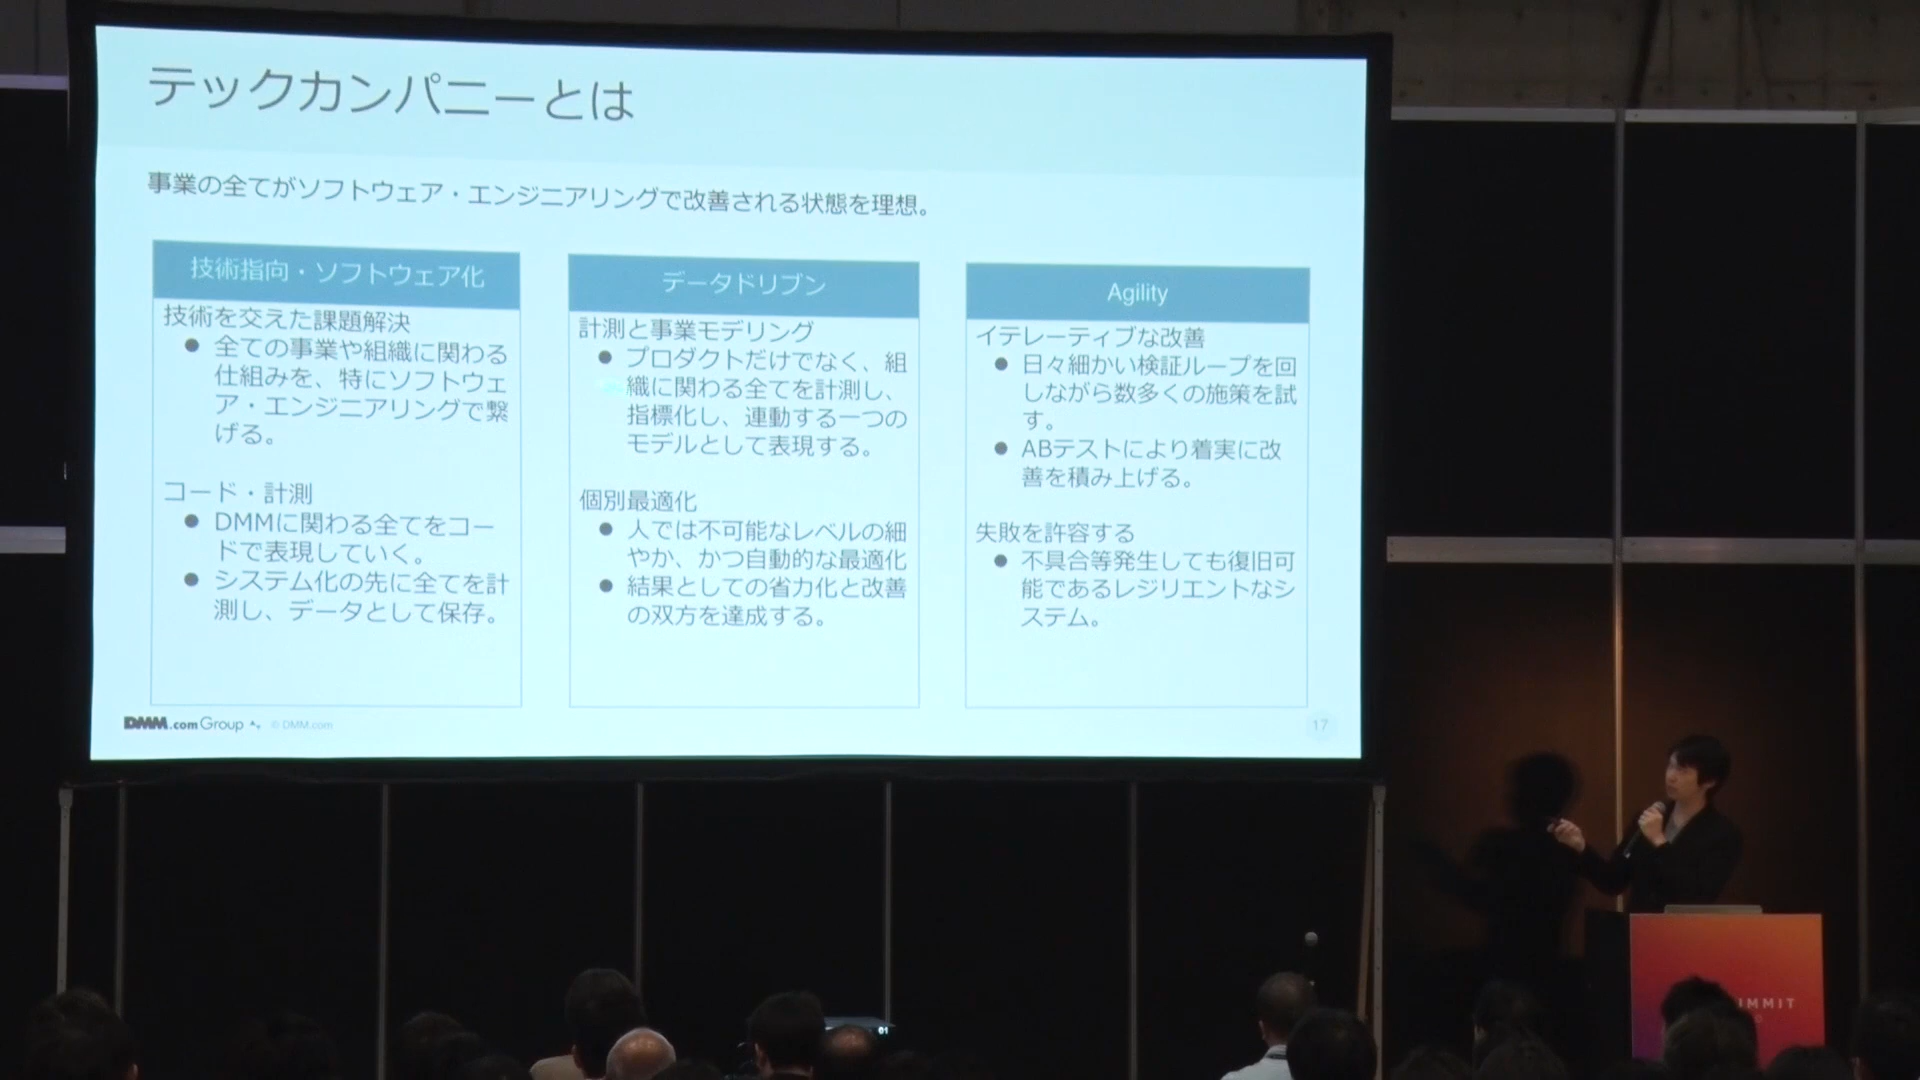 テックカンパニーとは
事業の全てがソフトウェア・エンジニアリングで改善される状態を理想。
技術指向・ソフトウェア化
技術を交えた課題解決
● 全ての事業や組織に関わる
仕組みを、特にソフトウェ
ア・エンジニアリングで繋
げる。
コード・計測
● DMMに関わる全てをコー
ドで表現していく。
● システム化の先に全てを計
測し、データとして保存。
データドリブン
計測と事業モデリング
● プロダクトだけでなく、組
織に関わる全てを計測し、
指標化し、連動する一つの
モデルとして表現する。
個別最適化
● 人では不可能なレベルの細
やか、かつ自動的な最適化
● 結果としての省力化と改善
の双方を達成する。
Agility
イテレーティブな改善
● 日々細かい検証ループを回
しながら数多くの施策を試
す。
● ABテストにより着実に改
善を積み上げる。
失敗を許容する
● 不具合等発生しても復旧可
能であるレジリエントなシ
ステム。
DMM.com Group © DMM.com
17